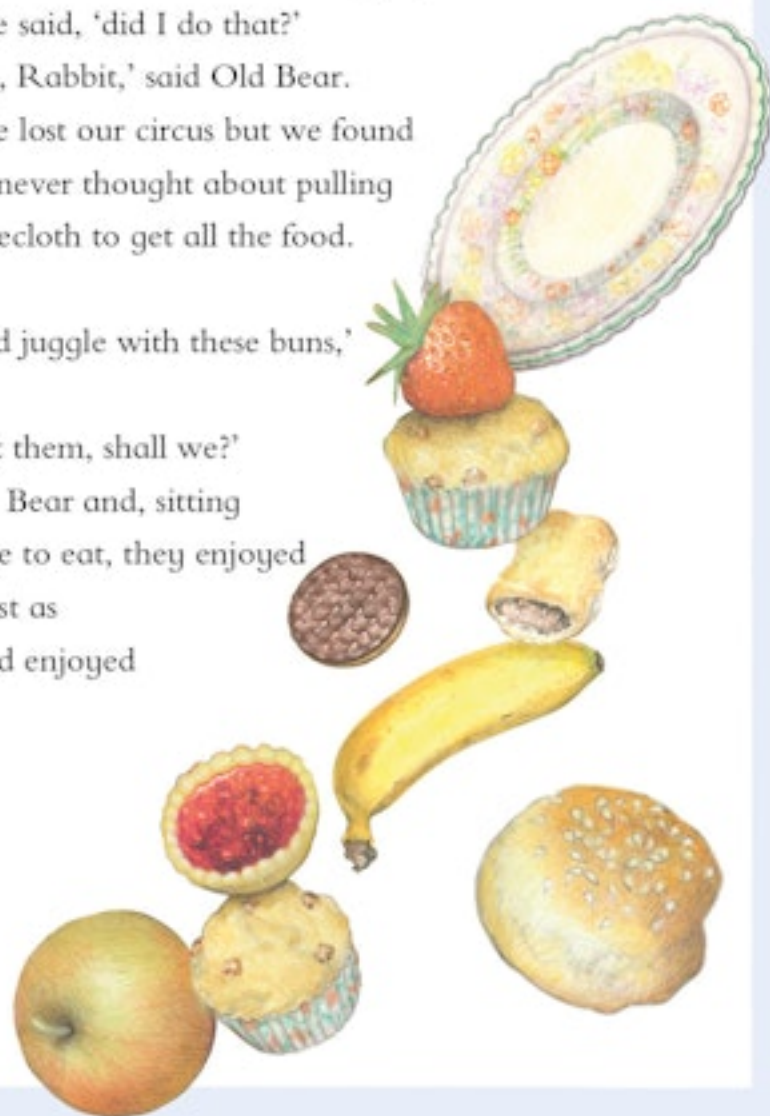 e said, ‘did I do that?’
, Rabbit,’ said Old Bear.
e lost our circus but we found
never thought about pulling
ecloth to get all the food.
d juggle with these buns,’
t them, shall we?’
Bear and, sitting
e to eat, they enjoyed
st as
d enjoyed